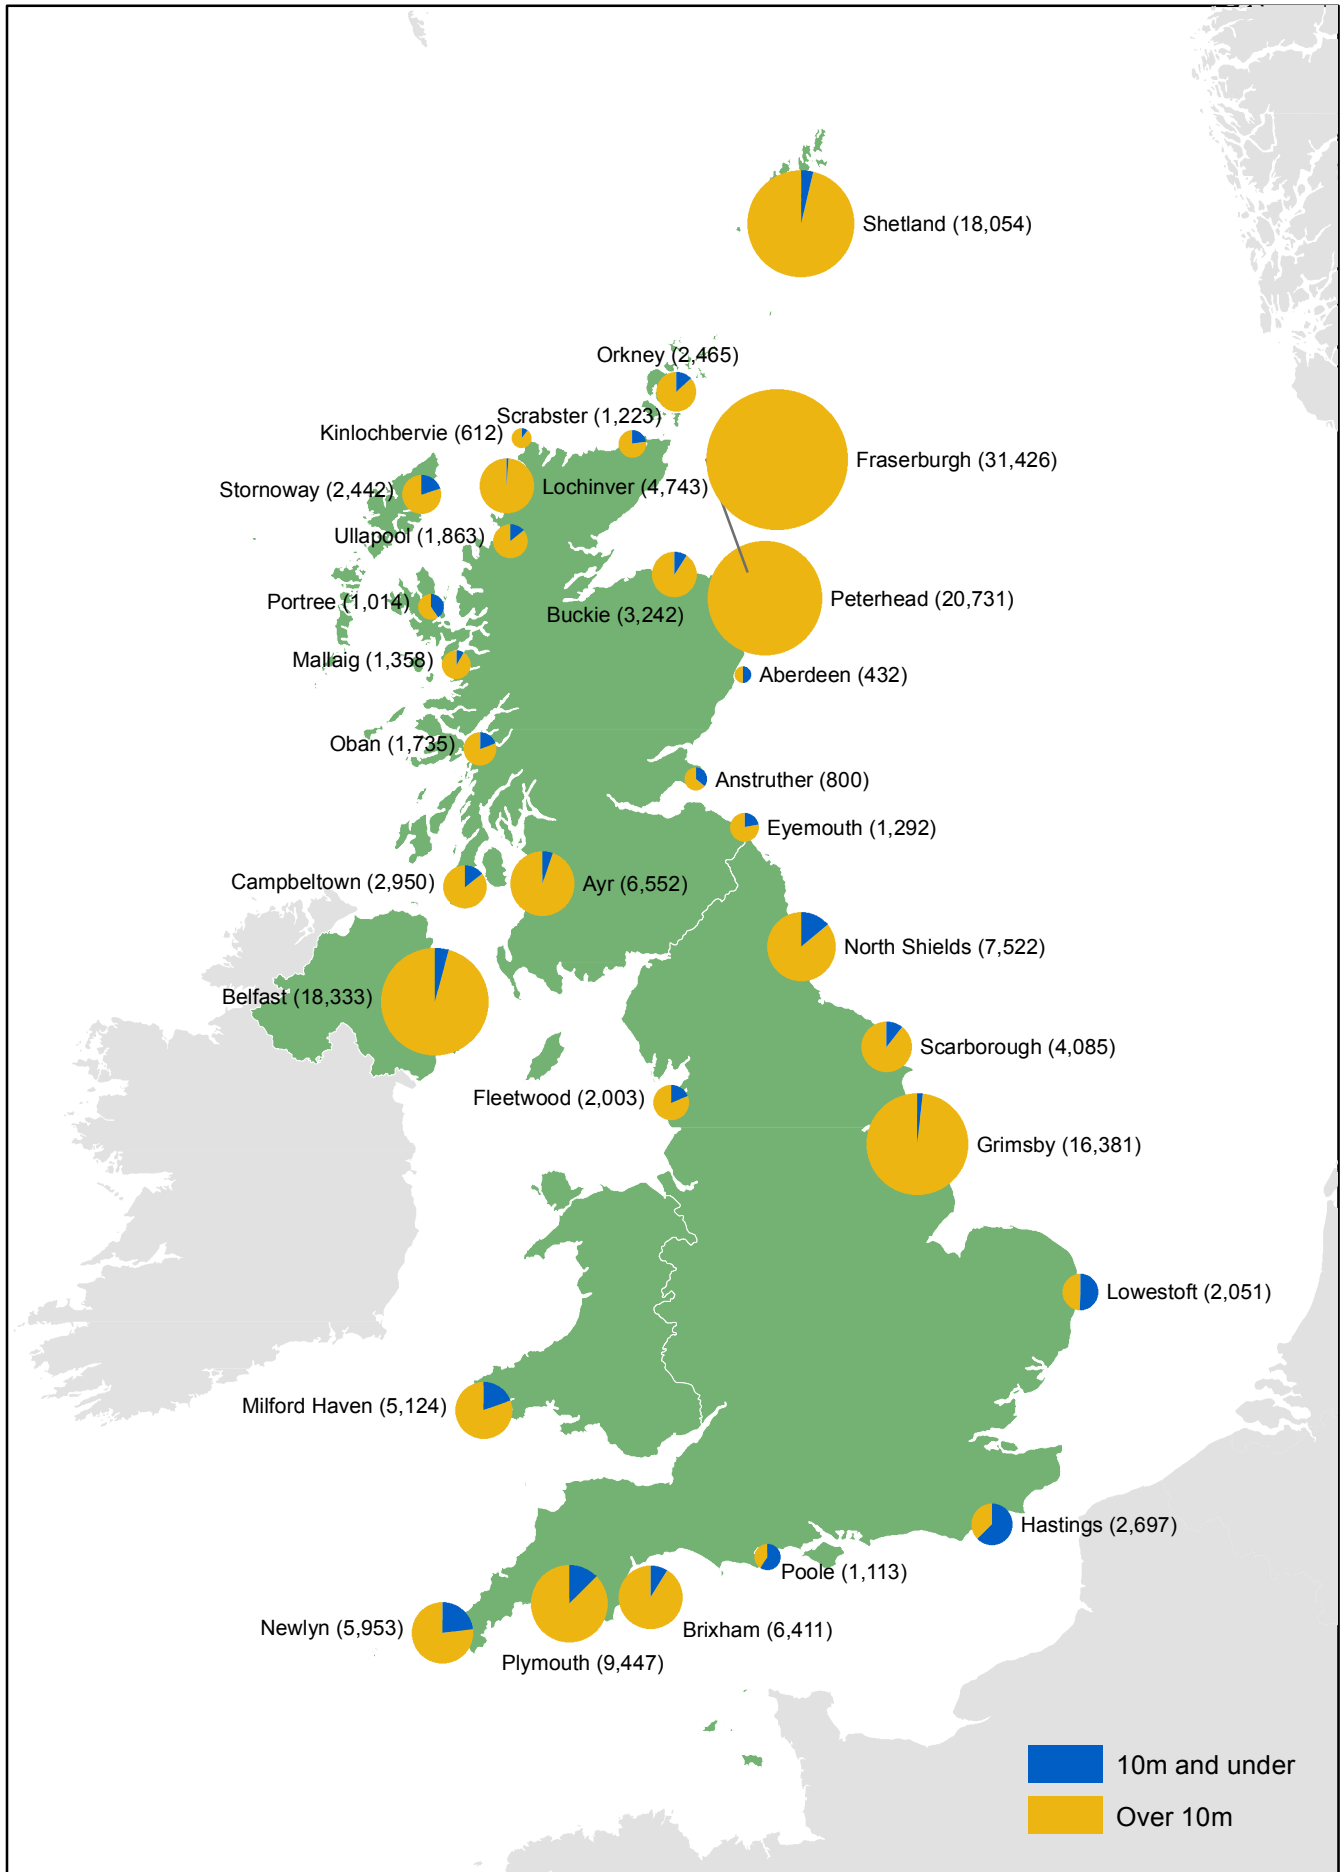 Shetland (18,054)
Orkney (2,465)
Scrabster (1,223)
Kinlochbervie (612)
Fraserburgh (31,426)
Stornoway (2,442)
Lochinver (4,743)
Ullapool (1,863)
Portree (1,014)
Buckie (3,242)
Peterhead (20,731)
Mallaig (1,358)
Aberdeen (432)
Oban (1,735)
Anstruther (800)
Eyemouth (1,292)
Campbeltown (2,950)
Ayr (6,552)
North Shields (7,522)
Belfast (18,333)
Scarborough (4,085)
Fleetwood (2,003)
Grimsby (16,381)
Lowestoft (2,051)
Milford Haven (5,124)
Hastings (2,697)
Poole (1,113)
Newlyn (5,953)
Brixham (6,411)
Plymouth (9,447)
10m and under
Over 10m